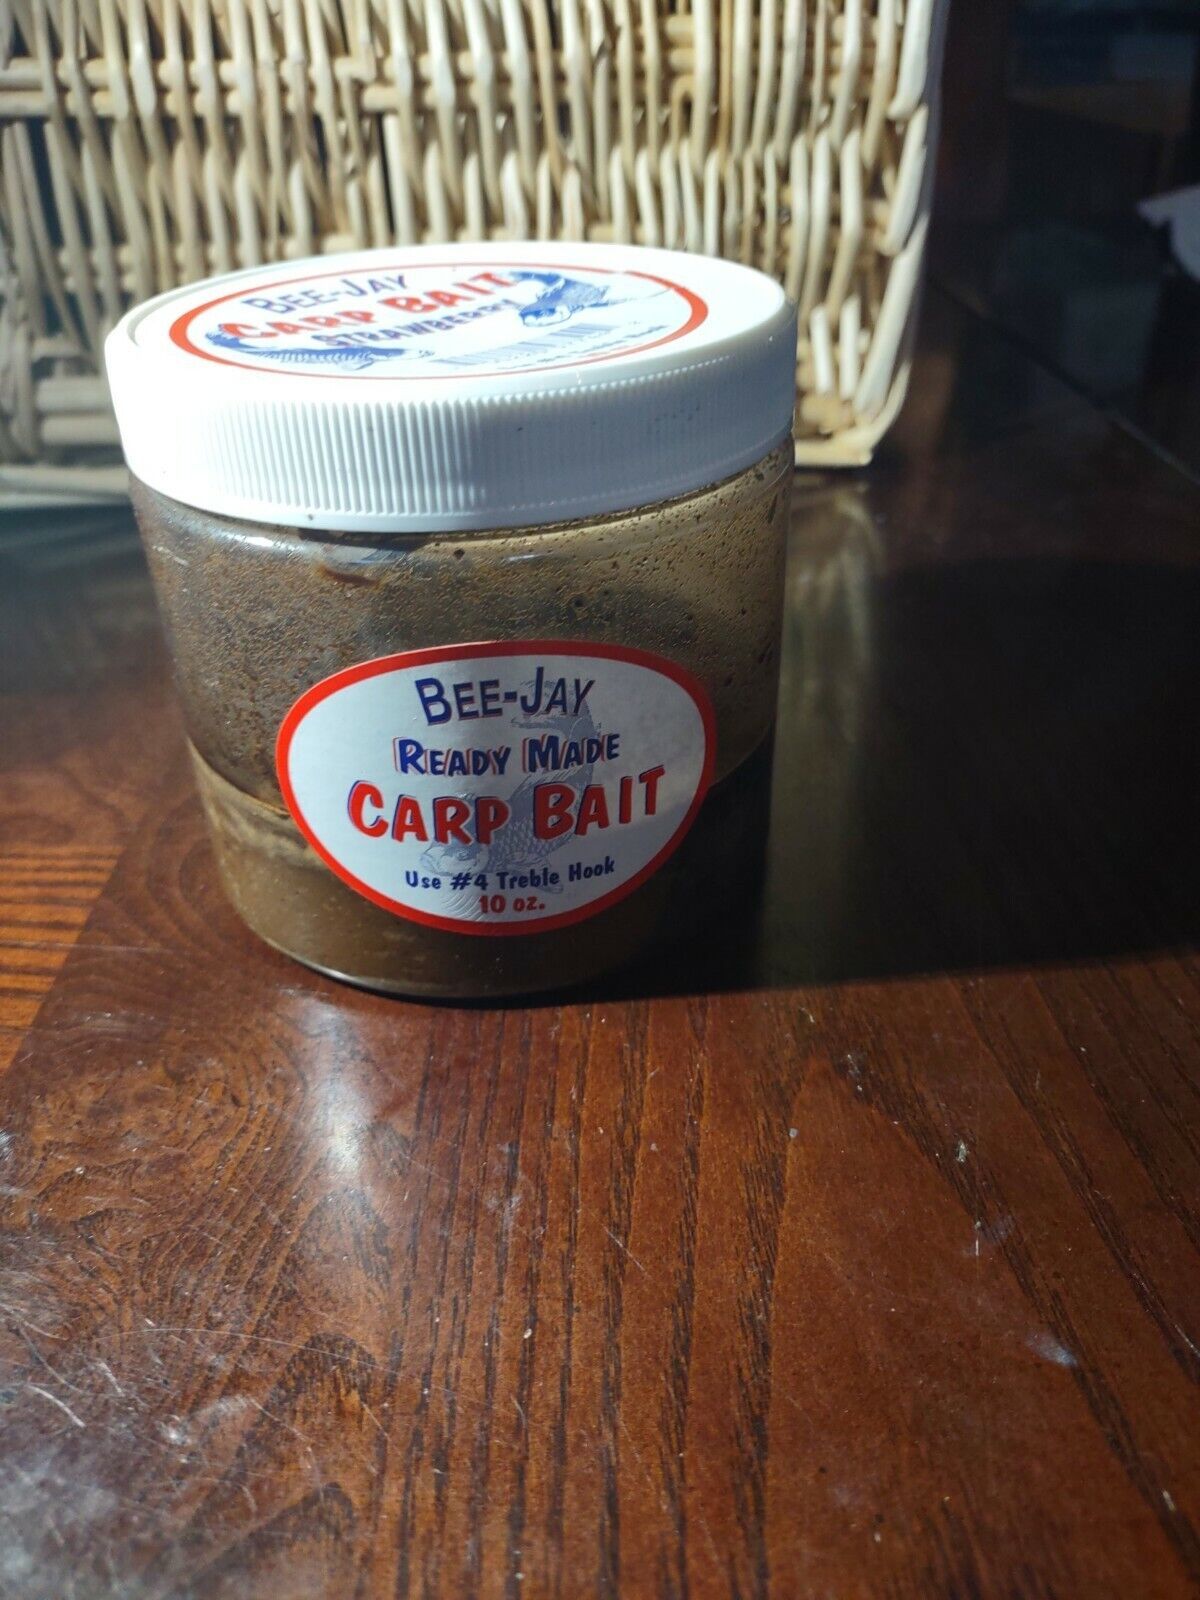 BEE-JAY
CARP BAIT
STRAWBERRY
BEE-JAY
READY MADE
CARP BAIT
Use #4 Treble Hook
10 oz.